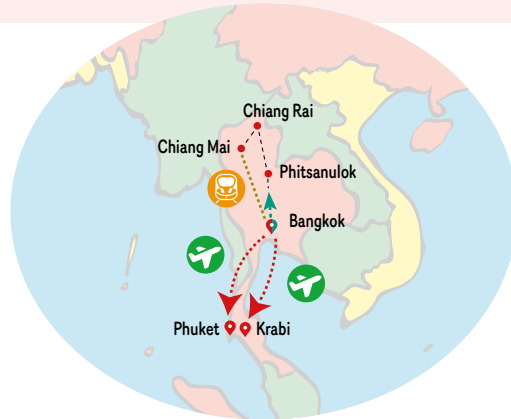 Chiang Rai
Chiang Mai
Phitsanulok
Bangkok
Phuket
Krabi